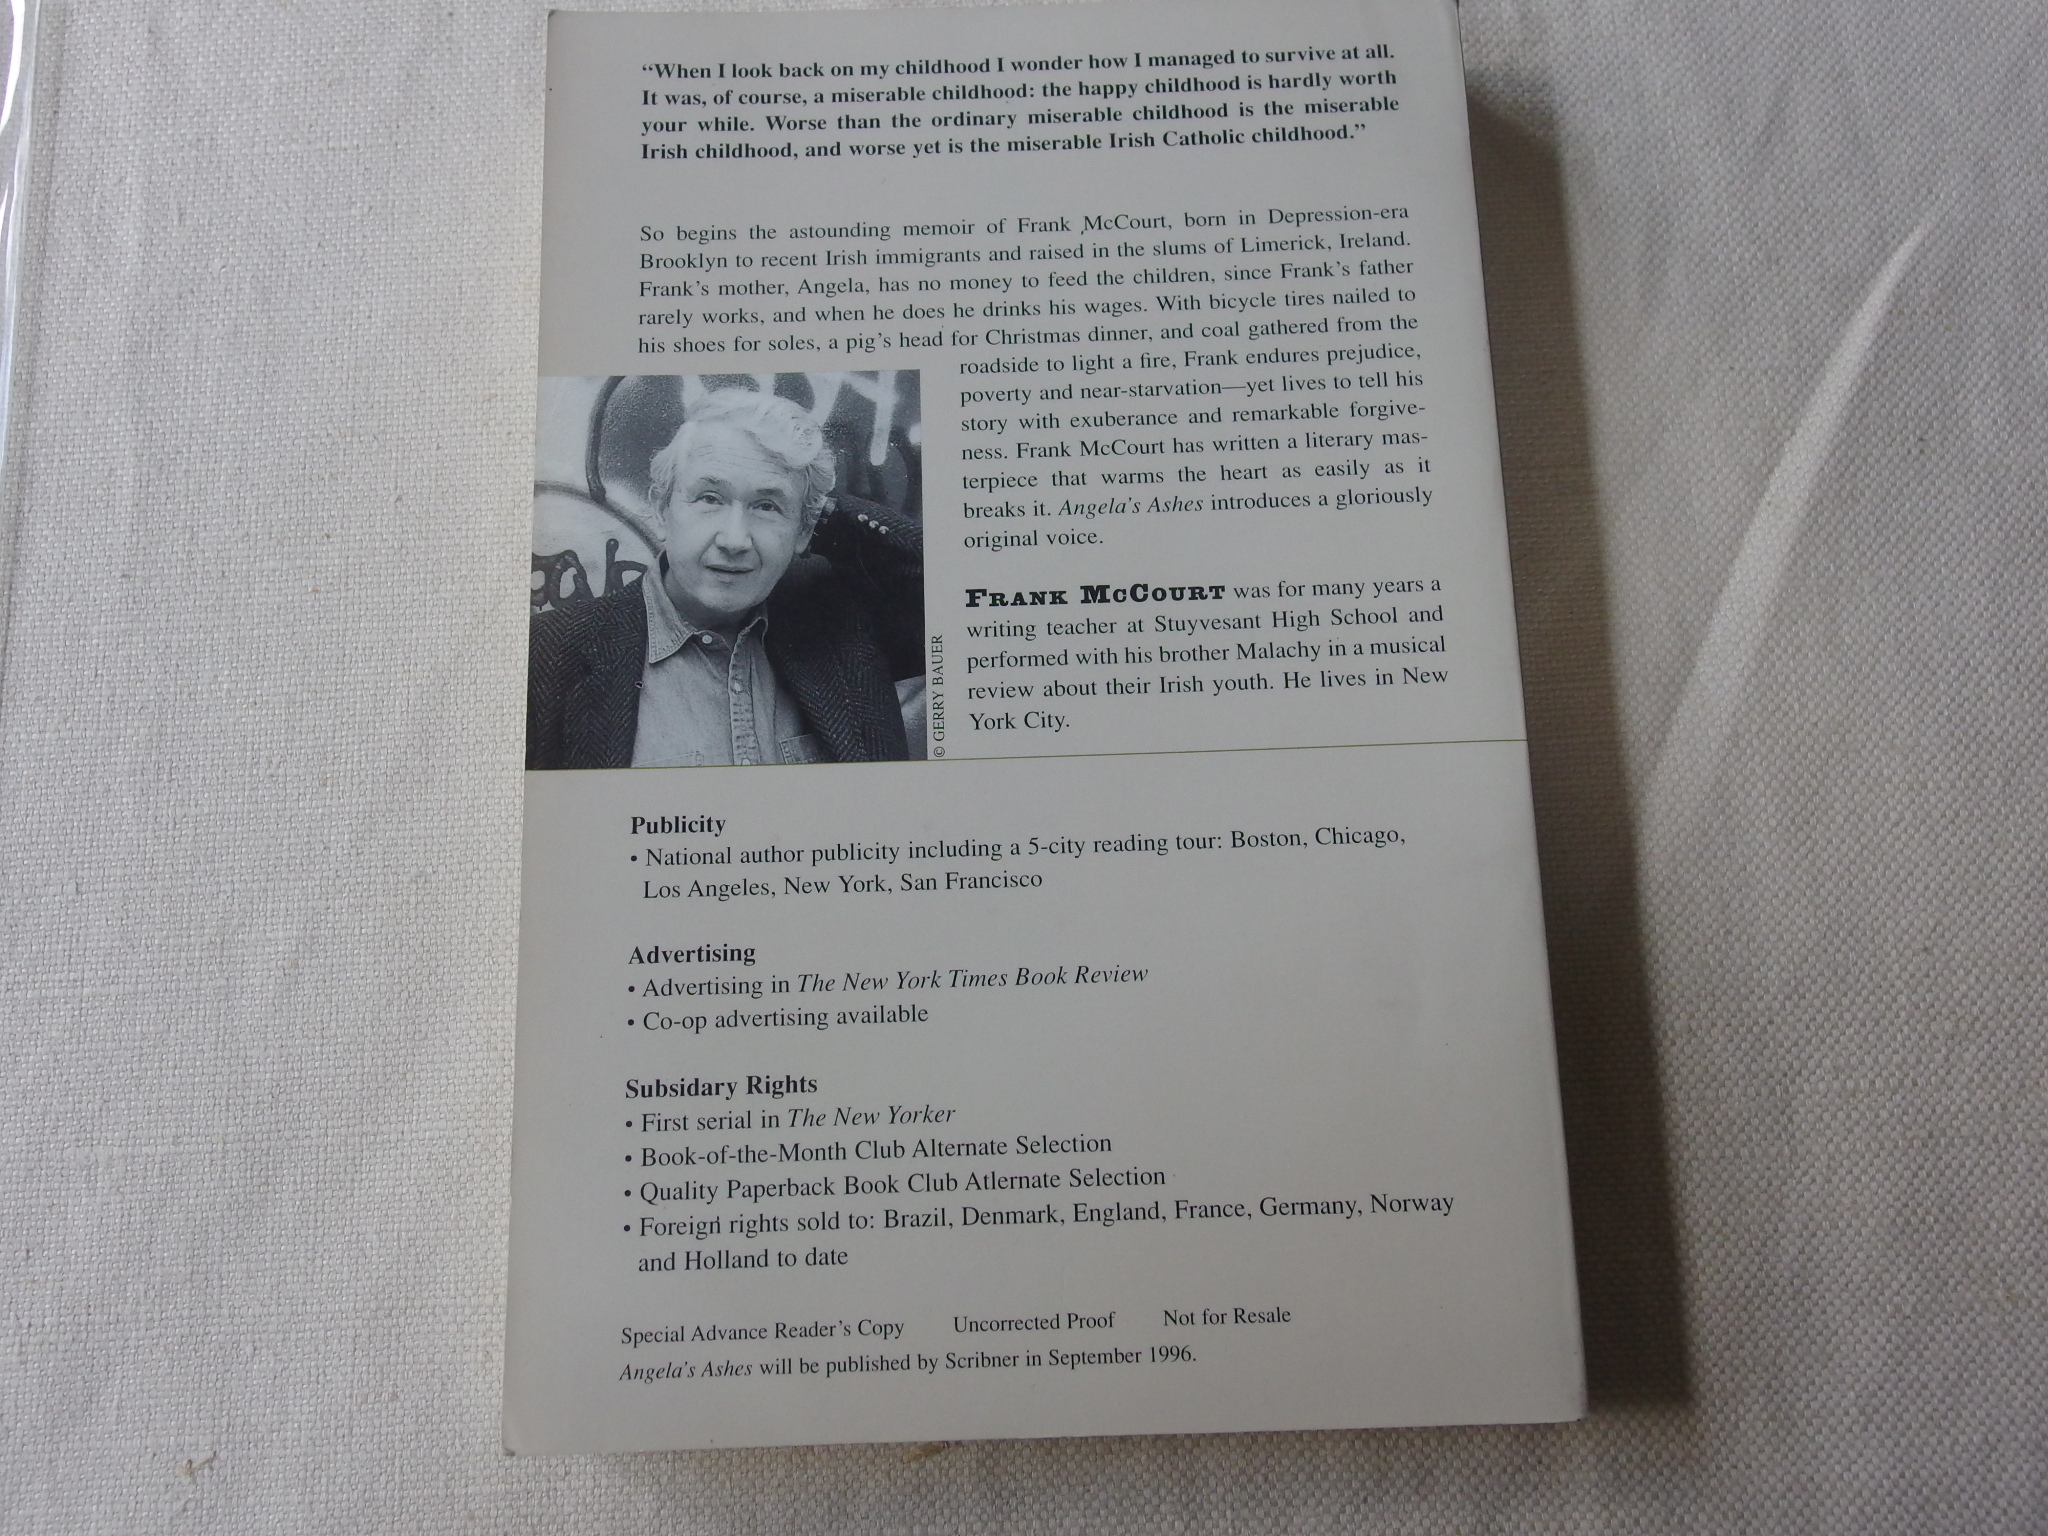 “When I look back on my childhood I wonder how I managed to survive at all.
It was, of course, a miserable childhood: the happy childhood is hardly worth
your while. Worse than the ordinary miserable childhood is the miserable
Irish childhood, and worse yet is the miserable Irish Catholic childhood.”
So begins the astounding memoir of Frank McCourt, born in Depression-era
Brooklyn to recent Irish immigrants and raised in the slums of Limerick, Ireland.
Frank’s mother, Angela, has no money to feed the children, since Frank’s father
rarely works, and when he does he drinks his wages. With bicycle tires nailed to
his shoes for soles, a pig’s head for Christmas dinner, and coal gathered from the
roadside to light a fire, Frank endures prejudice,
poverty and near-starvation—yet lives to tell his
story with exuberance and remarkable forgive-
ness. Frank McCourt has written a literary mas-
terpiece that warms the heart as easily as it
breaks it. Angela’s Ashes introduces a gloriously
original voice.
FRANK MCCOURT was for many years a
writing teacher at Stuyvesant High School and
performed with his brother Malachy in a musical
review about their Irish youth. He lives in New
York City.
© GERRY BAUER
Publicity
• National author publicity including a 5-city reading tour: Boston, Chicago,
Los Angeles, New York, San Francisco
Advertising
• Advertising in The New York Times Book Review
• Co-op advertising available
Subsidary Rights
• First serial in The New Yorker
• Book-of-the-Month Club Alternate Selection
• Quality Paperback Book Club Atlernate Selection
• Foreign rights sold to: Brazil, Denmark, England, France, Germany, Norway
and Holland to date
Special Advance Reader’s Copy Uncorrected Proof Not for Resale
Angela’s Ashes will be published by Scribner in September 1996.